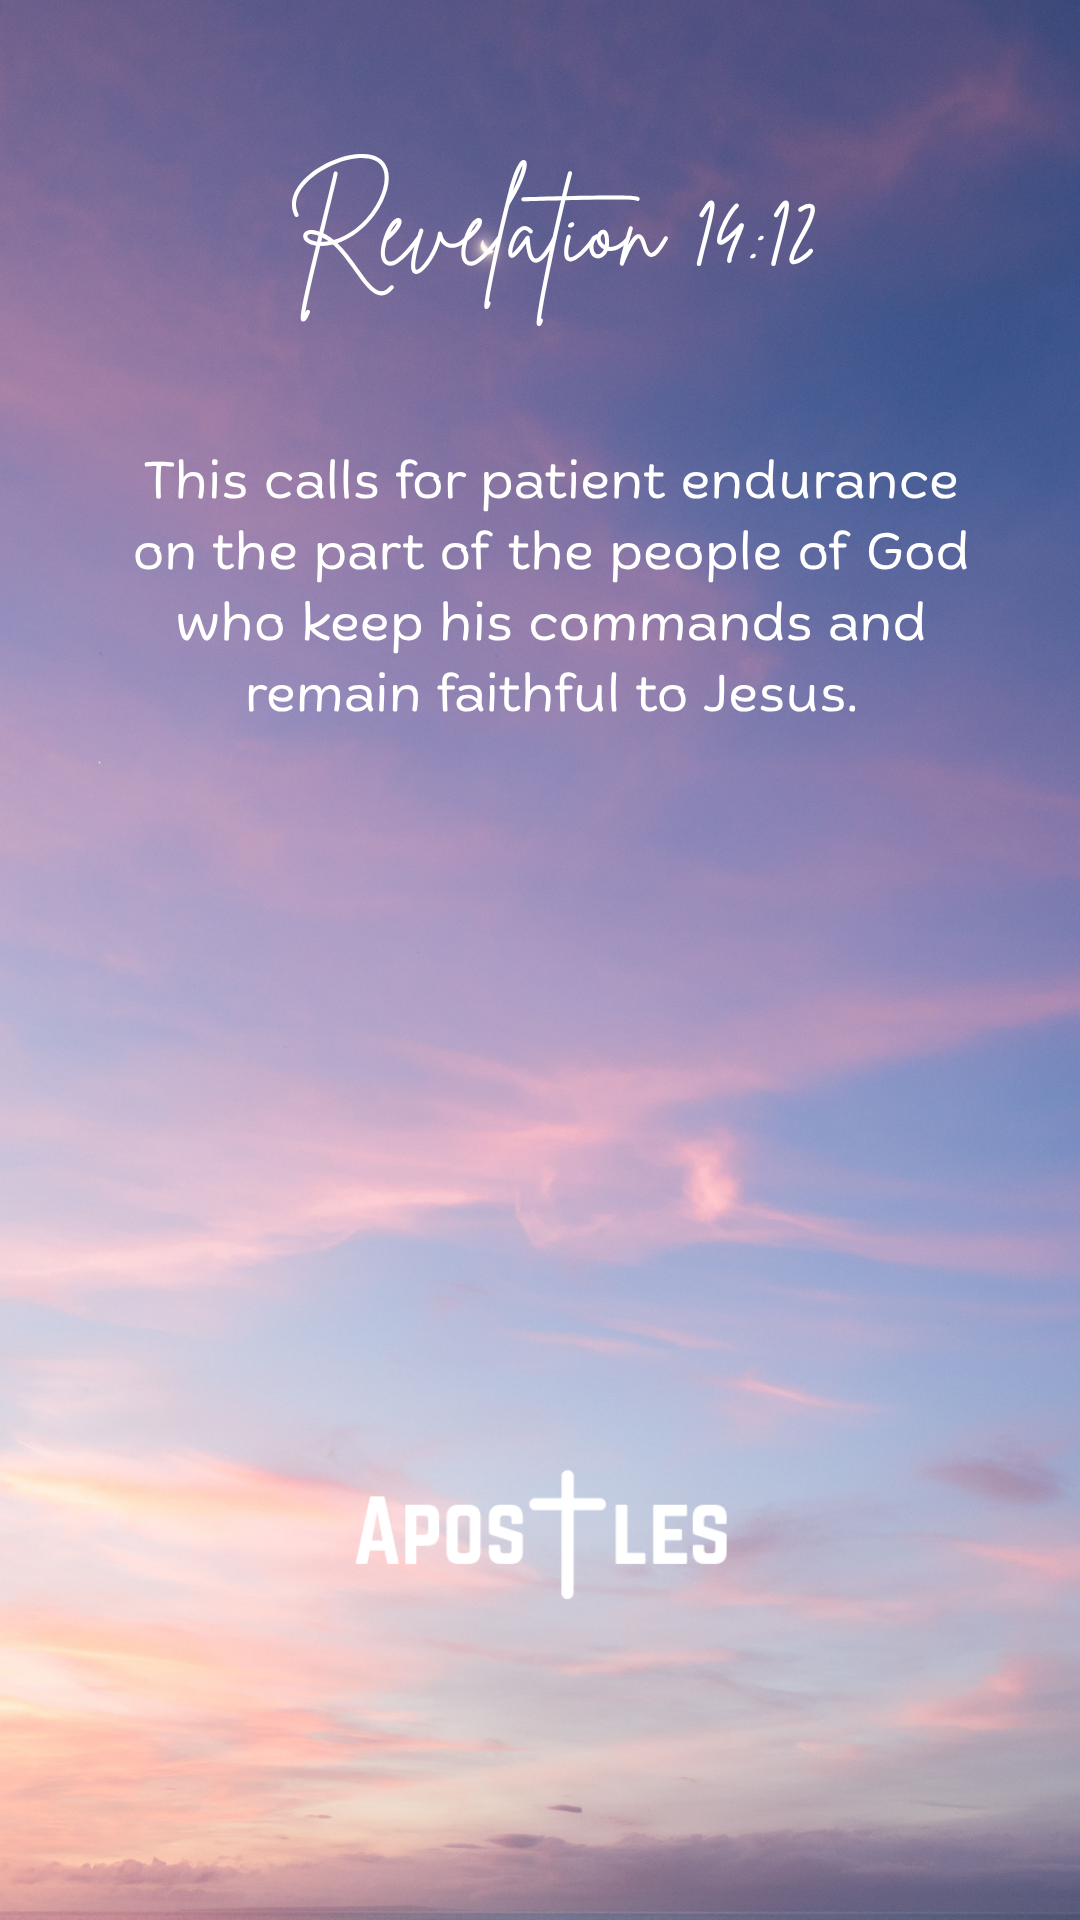 Revelation 14:12
This calls for patient endurance
on the part of the people of God
who keep his commands and
remain faithful to Jesus.
APOSTLES